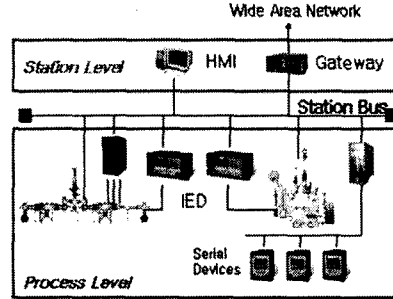 Wide Area Network
Station Level
HMI
Gateway
Station Bus
IED
Serial
Devices
Process Level